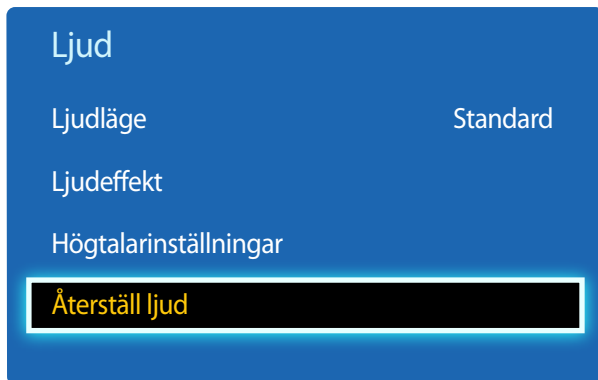 Ljud
Ljudläge Standard
Ljudeffekt
Högtalarinställningar
Återställ ljud